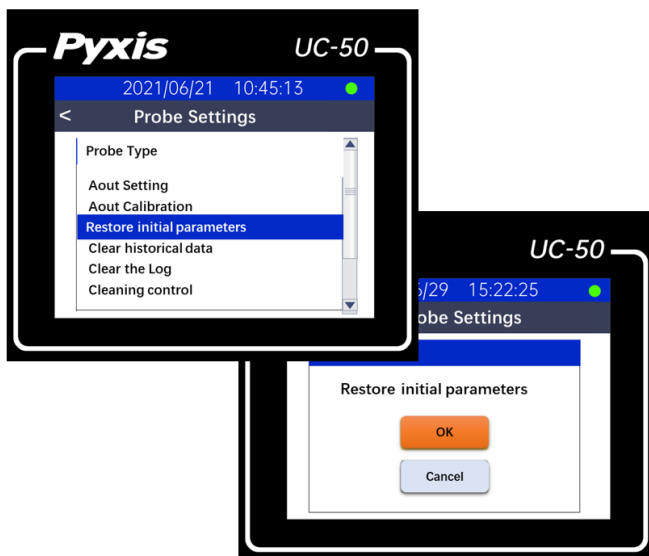 Pyxis UC-50
2021/06/21 10:45:13
< Probe Settings
Probe Type
Aout Setting
Aout Calibration
Restore initial parameters
Clear historical data
Clear the Log
Cleaning control
UC-50
/29 15:22:25
obe Settings
Restore initial parameters
OK
Cancel